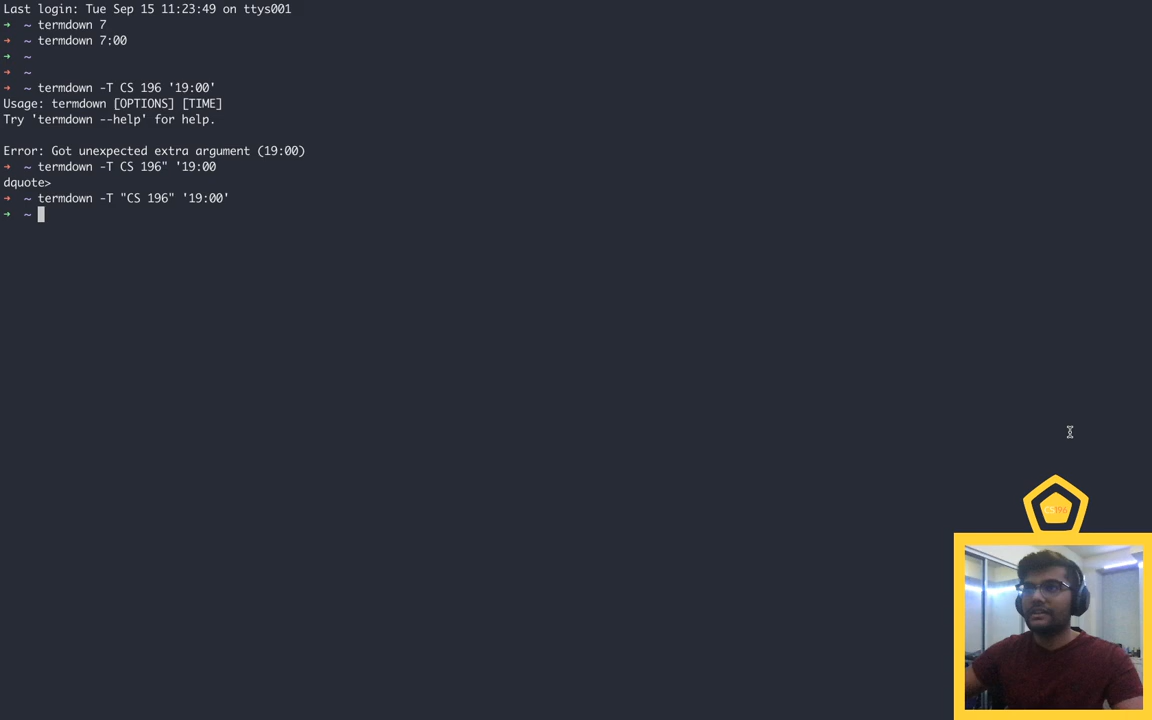 Last login: Tue Sep 15 11:23:49 on ttys001
➜ ~ termdown 7
➜ ~ termdown 7:00
➜ ~
➜ ~
➜ ~ termdown -T CS 196 '19:00'
Usage: termdown [OPTIONS] [TIME]
Try 'termdown --help' for help.
Error: Got unexpected extra argument (19:00)
➜ ~ termdown -T CS 196" '19:00
dquote>
➜ ~ termdown -T "CS 196" '19:00'
➜ ~
CS196